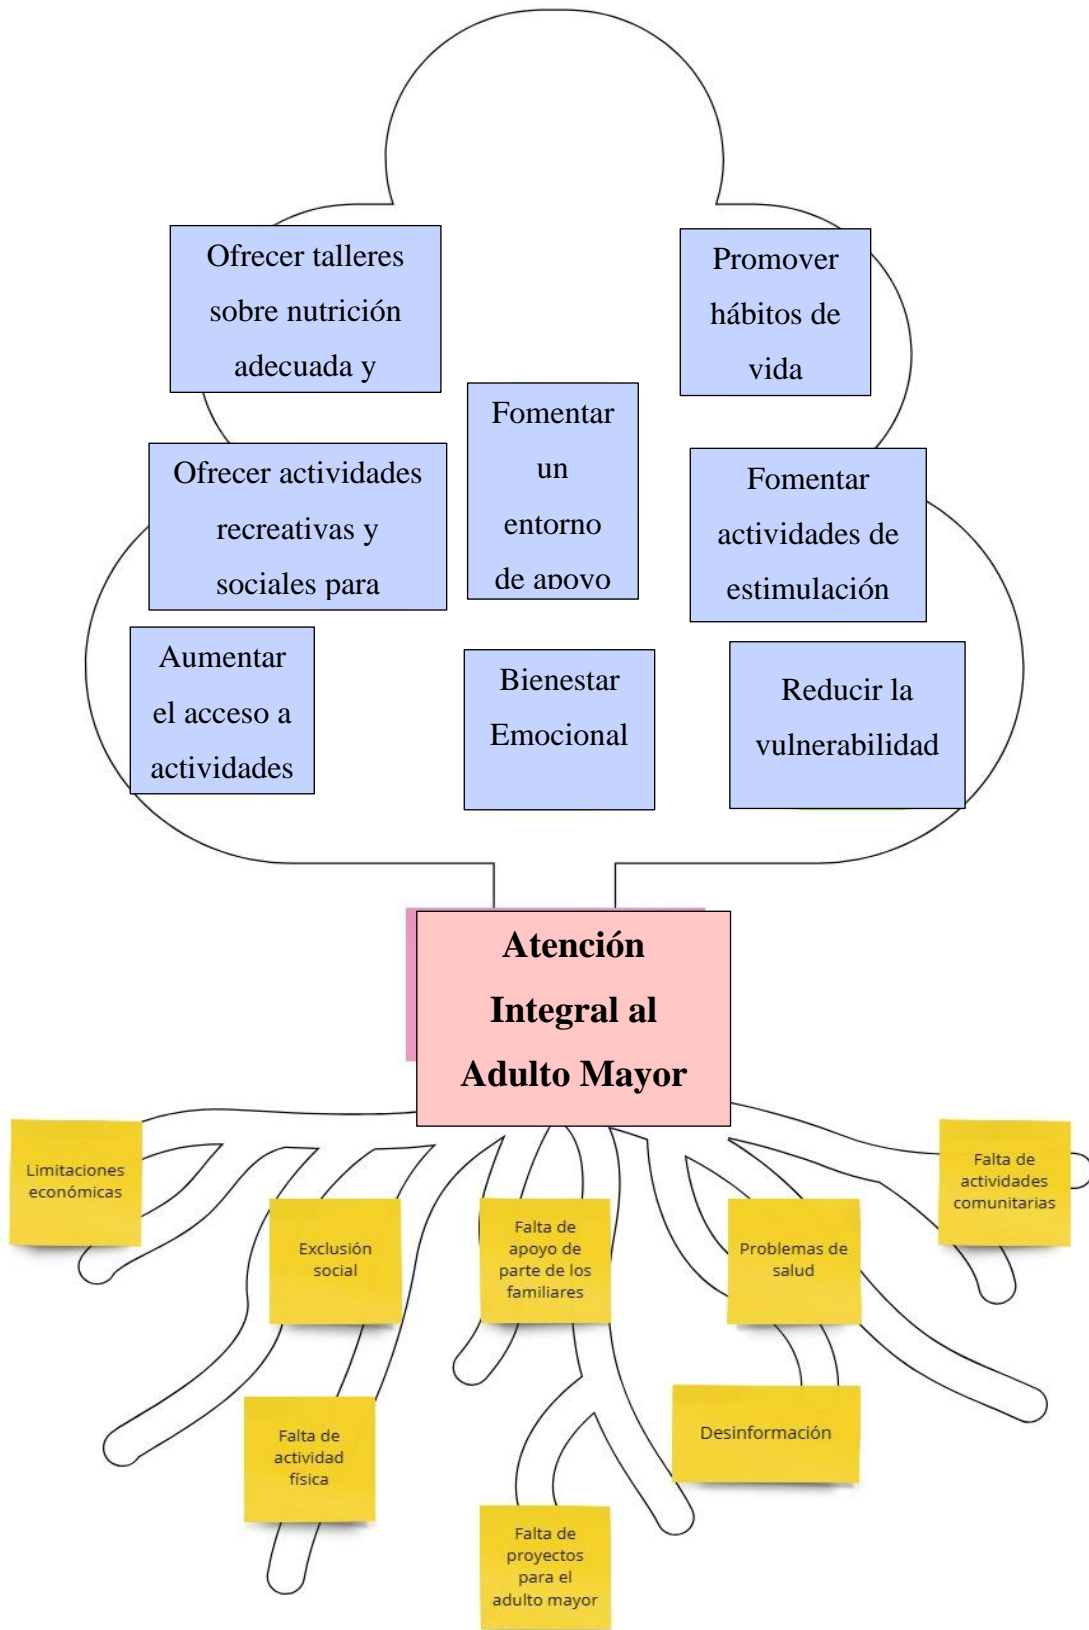 Ofrecer talleres
sobre nutrición
adecuada y
Promover
hábitos de
vida
Fomentar
un
entorno
de apoyo
Ofrecer actividades
recreativas y
sociales para
Fomentar
actividades de
estimulación
Aumentar
el acceso a
actividades
Bienestar
Emocional
Reducir la
vulnerabilidad
Atención
Integral al
Adulto Mayor
Limitaciones
económicas
Falta de
actividades
comunitarias
Exclusión
social
Falta de
apoyo de
parte de los
familiares
Problemas de
salud
Falta de
actividad
física
Desinformación
Falta de
proyectos
para el
adulto mayor